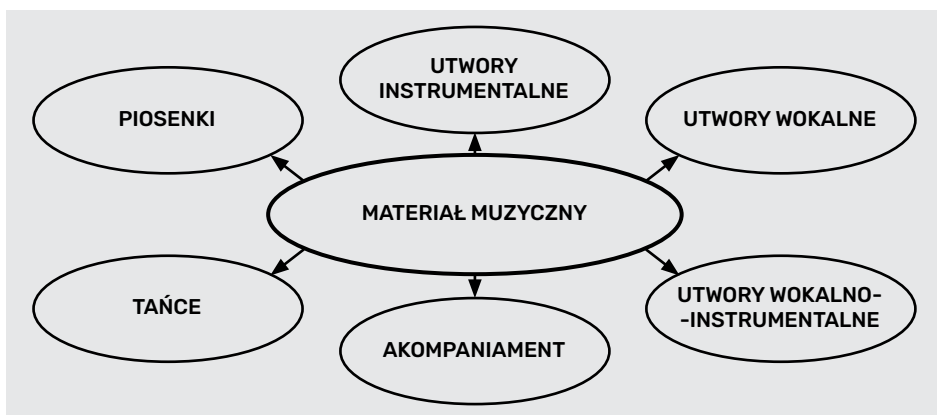 UTWORY
INSTRUMENTALNE
PIOSENKI
UTWORY WOKALNE
MATERIAŁ MUZYCZNY
TAŃCE
UTWORY WOKALNO-
-INSTRUMENTALNE
AKOMPANIAMENT